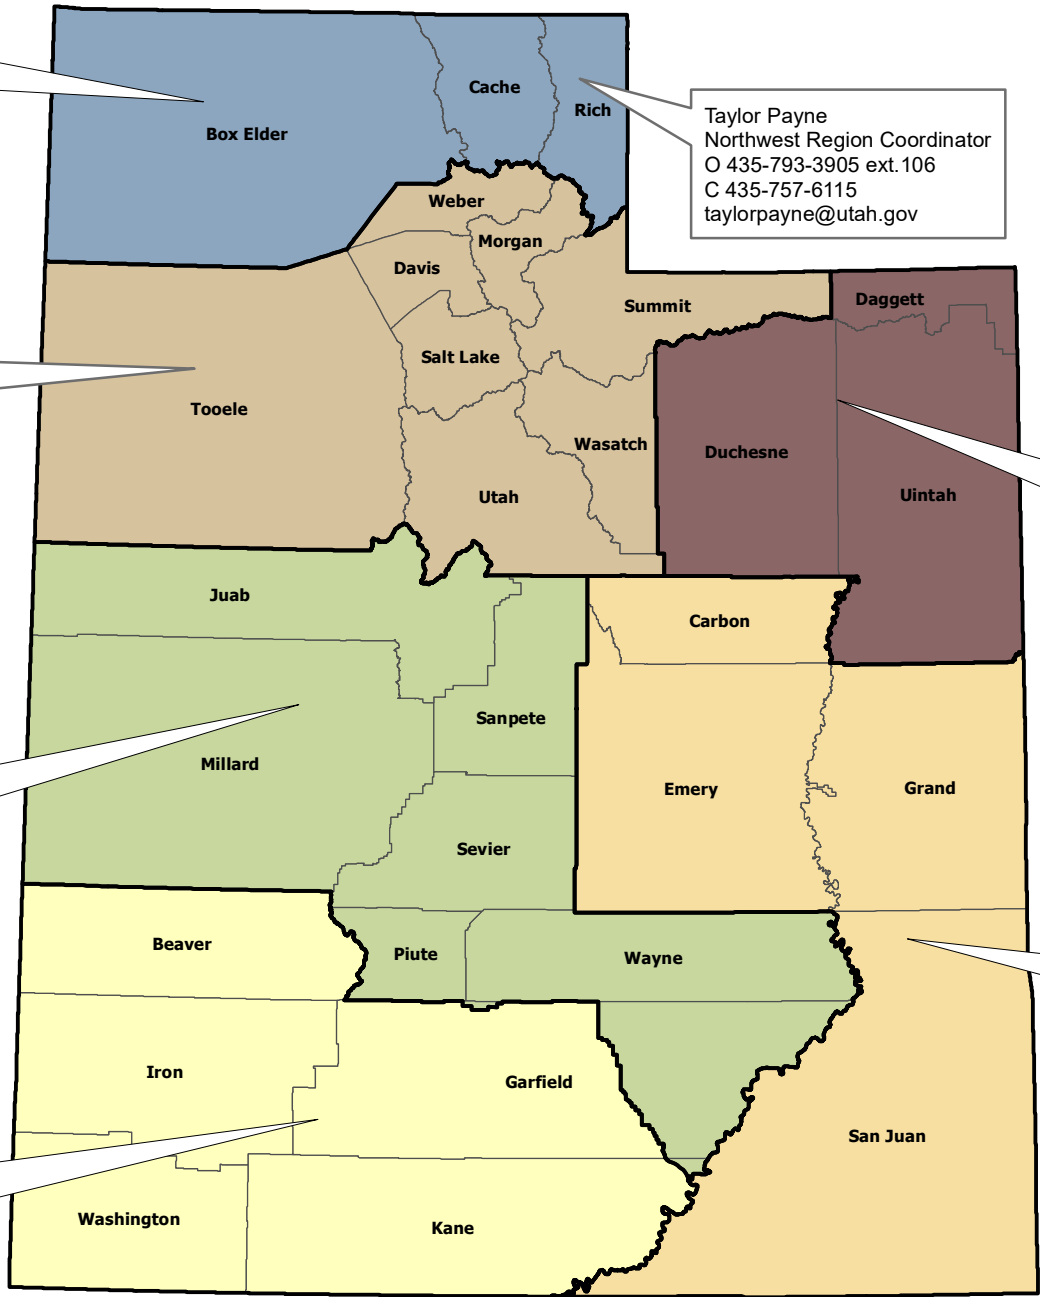 Cache
Rich
Box Elder
Taylor Payne
Northwest Region Coordinator
O 435-793-3905 ext.106
C 435-757-6115
taylorpayne@utah.gov
Weber
Morgan
Davis
Summit
Daggett
Salt Lake
Tooele
Wasatch
Duchesne
Utah
Uintah
Juab
Carbon
Sanpete
Millard
Emery
Grand
Sevier
Beaver
Piute
Wayne
Iron
Garfield
San Juan
Washington
Kane